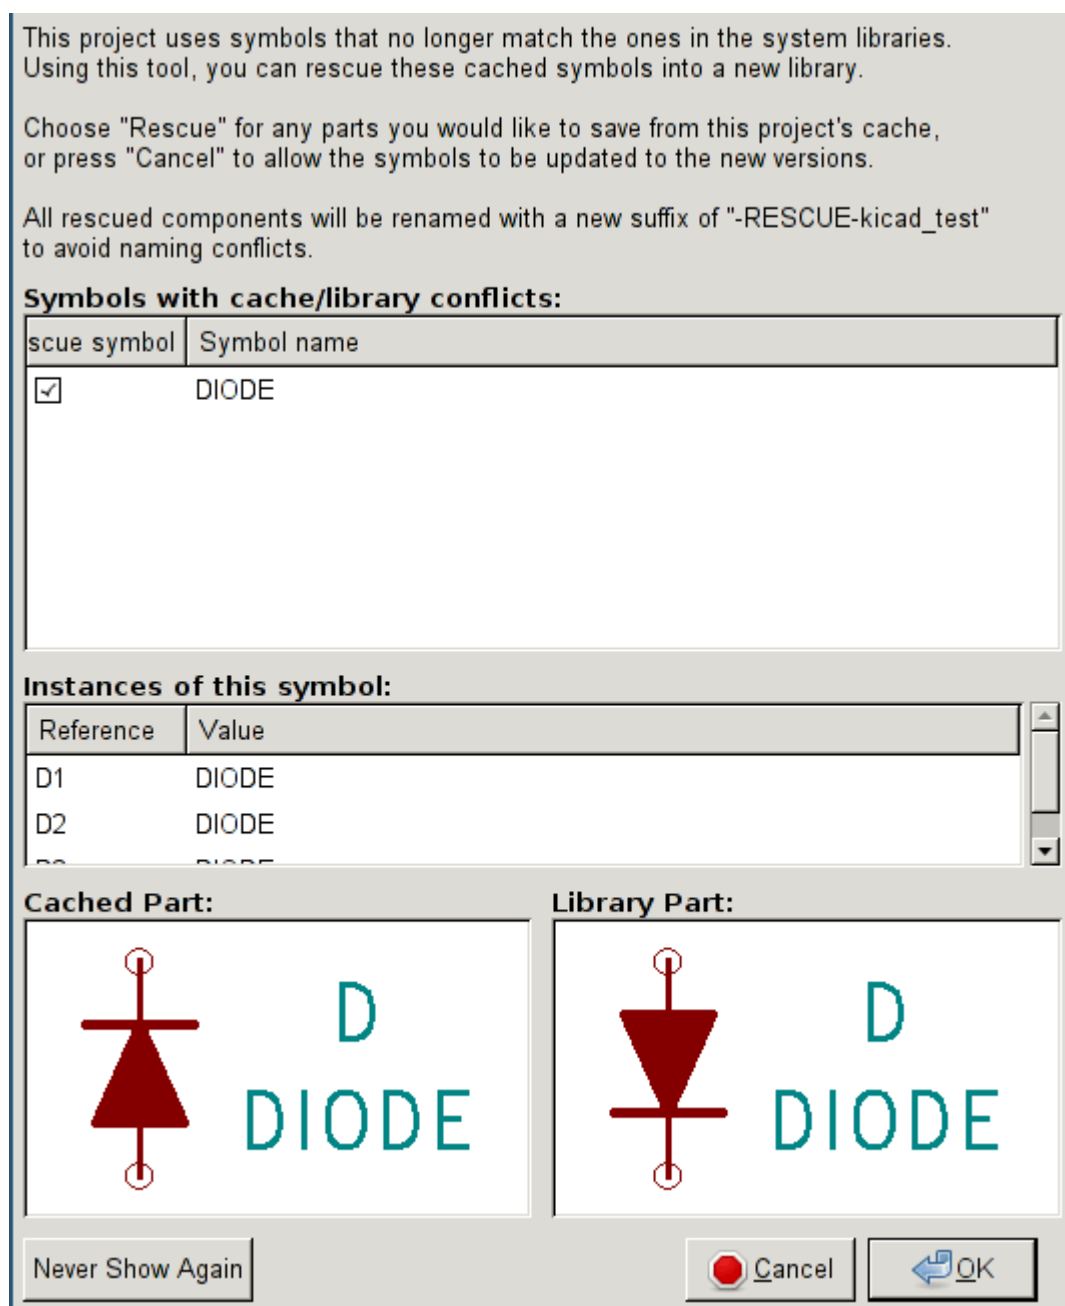 This project uses symbols that no longer match the ones in the system libraries.
Using this tool, you can rescue these cached symbols into a new library.
Choose "Rescue" for any parts you would like to save from this project's cache,
or press "Cancel" to allow the symbols to be updated to the new versions.
All rescued components will be renamed with a new suffix of "-RESCUE-kicad_test"
to avoid naming conflicts.
Symbols with cache/library conflicts:
scue symbol Symbol name
DIODE
Instances of this symbol:
Reference Value
D1 DIODE
D2 DIODE
Cached Part: Library Part:
D D
DIODE DIODE
Never Show Again Cancel OK